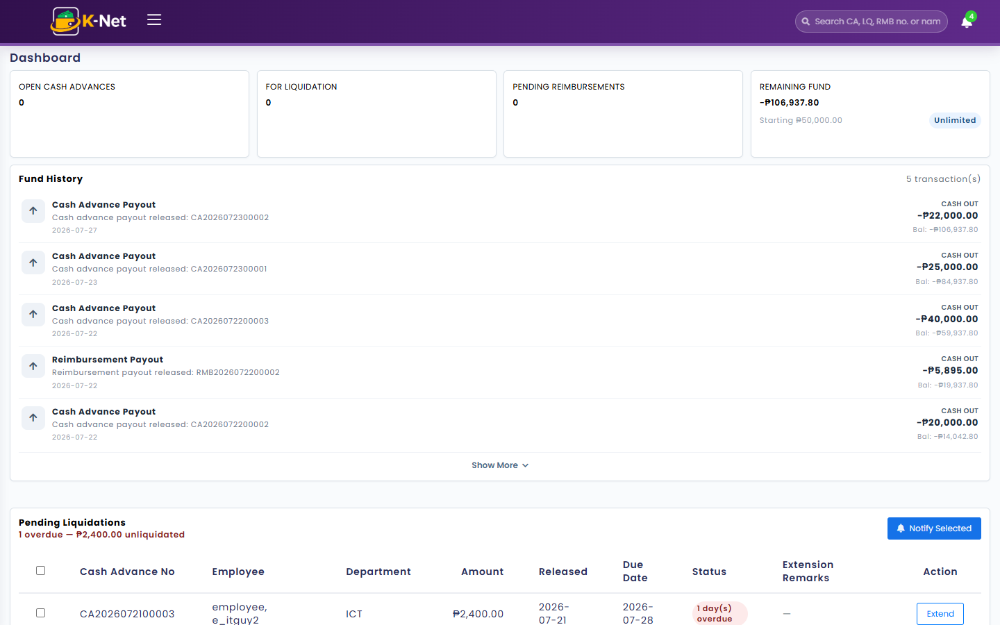 K-Net
Search CA, LQ, RMB no. or nam
4
Dashboard
OPEN CASH ADVANCES
0
FOR LIQUIDATION
0
PENDING REIMBURSEMENTS
0
REMAINING FUND
-₱106,937.80
Starting ₱50,000.00
Unlimited
Fund History
5 transaction(s)
Cash Advance Payout
Cash advance payout released: CA2026072300002
2026-07-27
CASH OUT
-₱22,000.00
Bal: -₱106,937.80
Cash Advance Payout
Cash advance payout released: CA2026072300001
2026-07-23
CASH OUT
-₱25,000.00
Bal: -₱84,937.80
Cash Advance Payout
Cash advance payout released: CA2026072200003
2026-07-22
CASH OUT
-₱40,000.00
Bal: -₱59,937.80
Reimbursement Payout
Reimbursement payout released: RMB2026072200002
2026-07-22
CASH OUT
-₱5,895.00
Bal: -₱19,937.80
Cash Advance Payout
Cash advance payout released: CA2026072200002
2026-07-22
CASH OUT
-₱20,000.00
Bal: -₱14,042.80
Show More
Pending Liquidations
1 overdue — ₱2,400.00 unliquidated
Notify Selected
Cash Advance No
Employee
Department
Amount
Released
Due
Date
Status
Extension
Remarks
Action
CA2026072100003
employee,
e_itguy2
ICT
₱2,400.00
2026-
07-21
2026-
07-28
1 day(s)
overdue
—
Extend